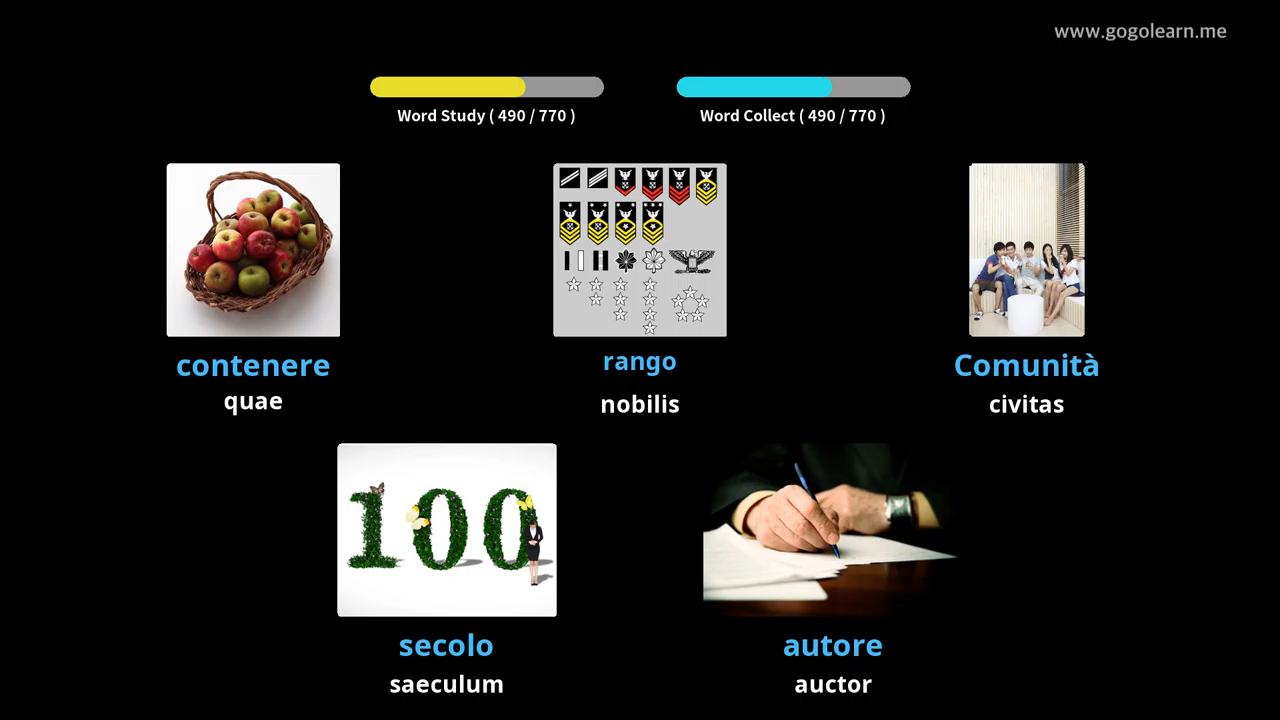 www.gogolearn.me
Word Study ( 490 / 770 )
Word Collect ( 490 / 770 )
contenere
quae
rango
nobilis
Comunità
civitas
100
secolo
saeculum
autore
auctor